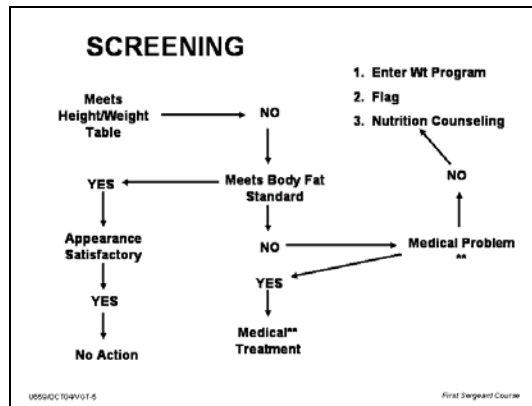 SCREENING
1. Enter Wt Program
2. Flag
3. Nutrition Counseling
Meets
Height/Weight
Table
NO
NO
YES
Meets Body Fat
Standard
Appearance
Satisfactory
NO
Medical Problem
**
YES
YES
Medical**
Treatment
No Action
First Sergeant Course